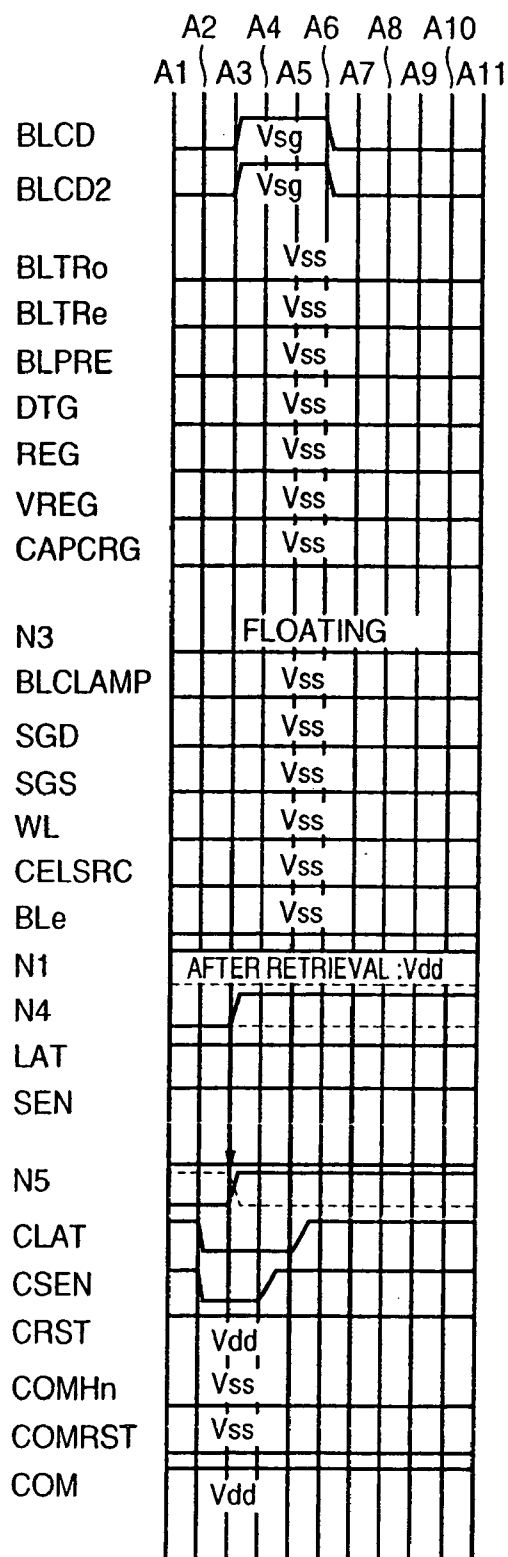 A2 A4 A6 A8 A10
A1 A3 A5 A7 A9 A11
BLCD Vsg
BLCD2 Vsg
BLTRo Vss
BLTRe Vss
BLPRE Vss
DTG Vss
REG Vss
VREG Vss
CAPCRG Vss
N3 FLOATING
BLCLAMP Vss
SGD Vss
SGS Vss
WL Vss
CELSRC Vss
BLe Vss
N1 AFTER RETRIEVAL :Vdd
N4
LAT
SEN
N5
CLAT
CSEN
CRST Vdd
COMHn Vss
COMRST Vss
COM Vdd